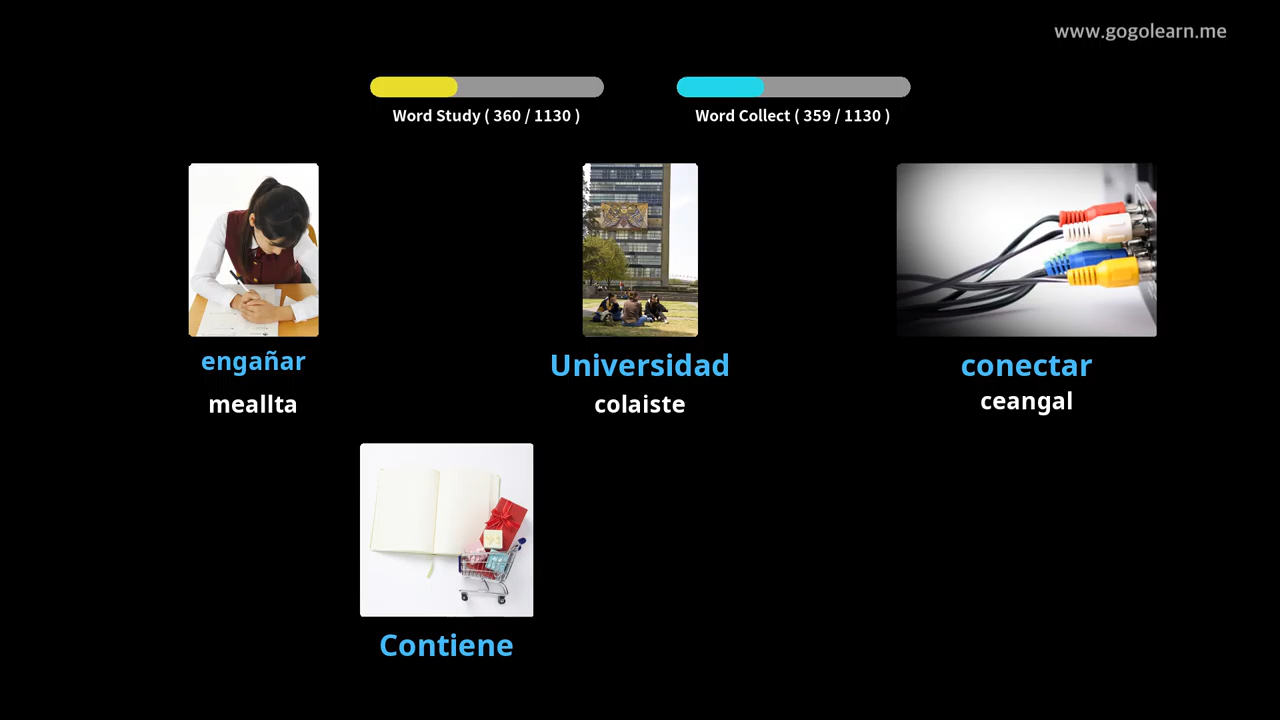 www.gogolearn.me
Word Study ( 360 / 1130 )
Word Collect ( 359 / 1130 )
engañar
meallta
Universidad
colaiste
conectar
ceangal
Contiene